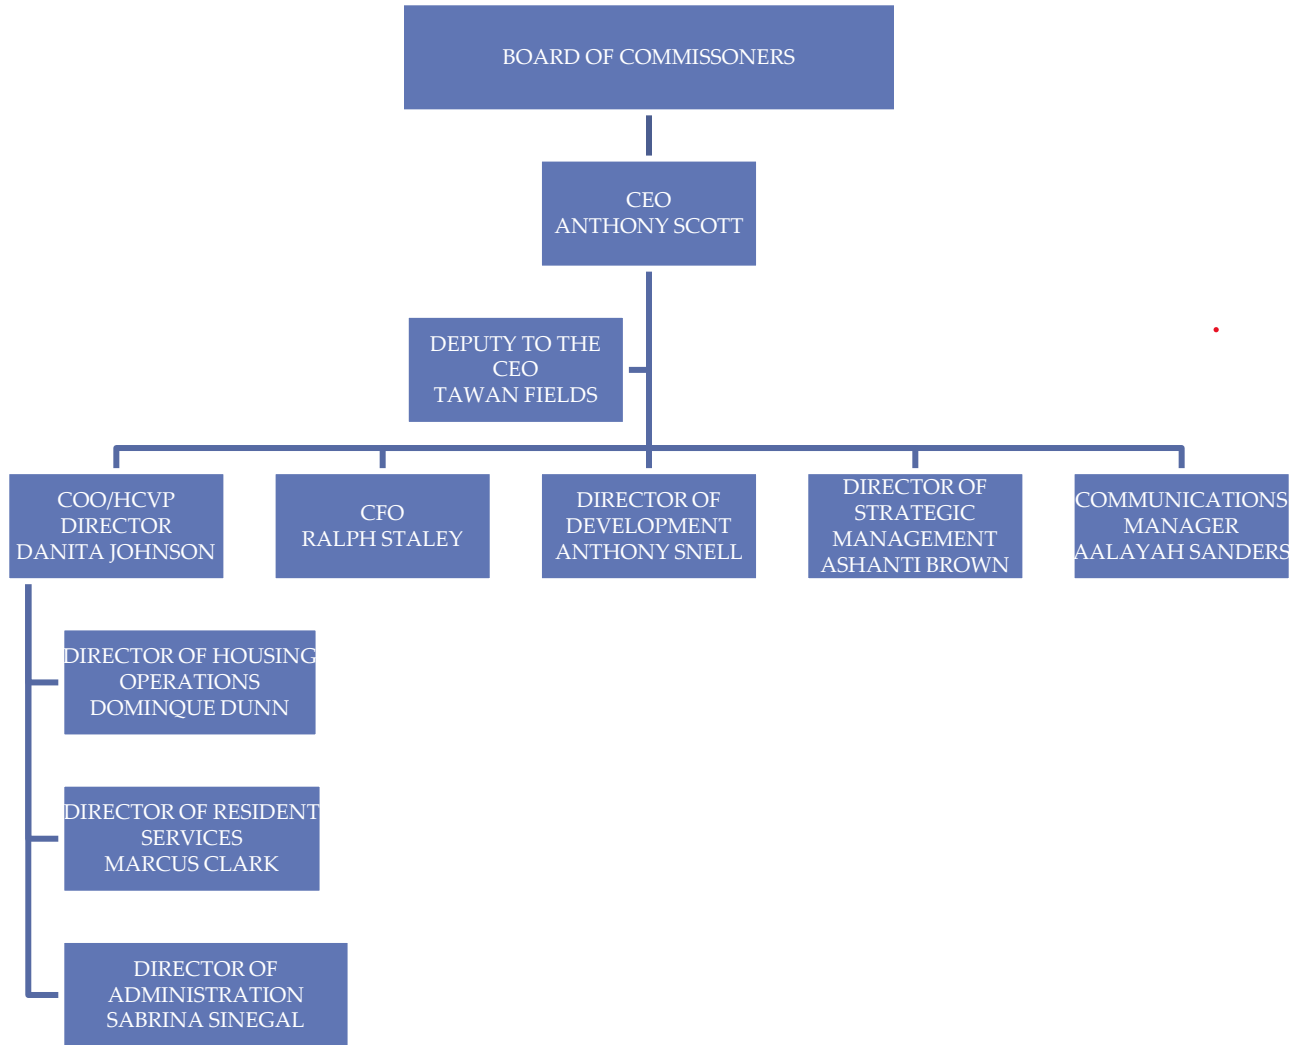 BOARD OF COMMISSONERS
CEO
ANTHONY SCOTT
DEPUTY TO THE
CEO
TAWAN FIELDS
COO/HCVP
DIRECTOR
DANITA JOHNSON
CFO
RALPH STALEY
DIRECTOR OF
DEVELOPMENT
ANTHONY SNELL
DIRECTOR OF
STRATEGIC
MANAGEMENT
ASHANTI BROWN
COMMUNICATIONS
MANAGER
AALAYAH SANDERS
DIRECTOR OF HOUSING
OPERATIONS
DOMINQUE DUNN
DIRECTOR OF RESIDENT
SERVICES
MARCUS CLARK
DIRECTOR OF
ADMINISTRATION
SABRINA SINEGAL